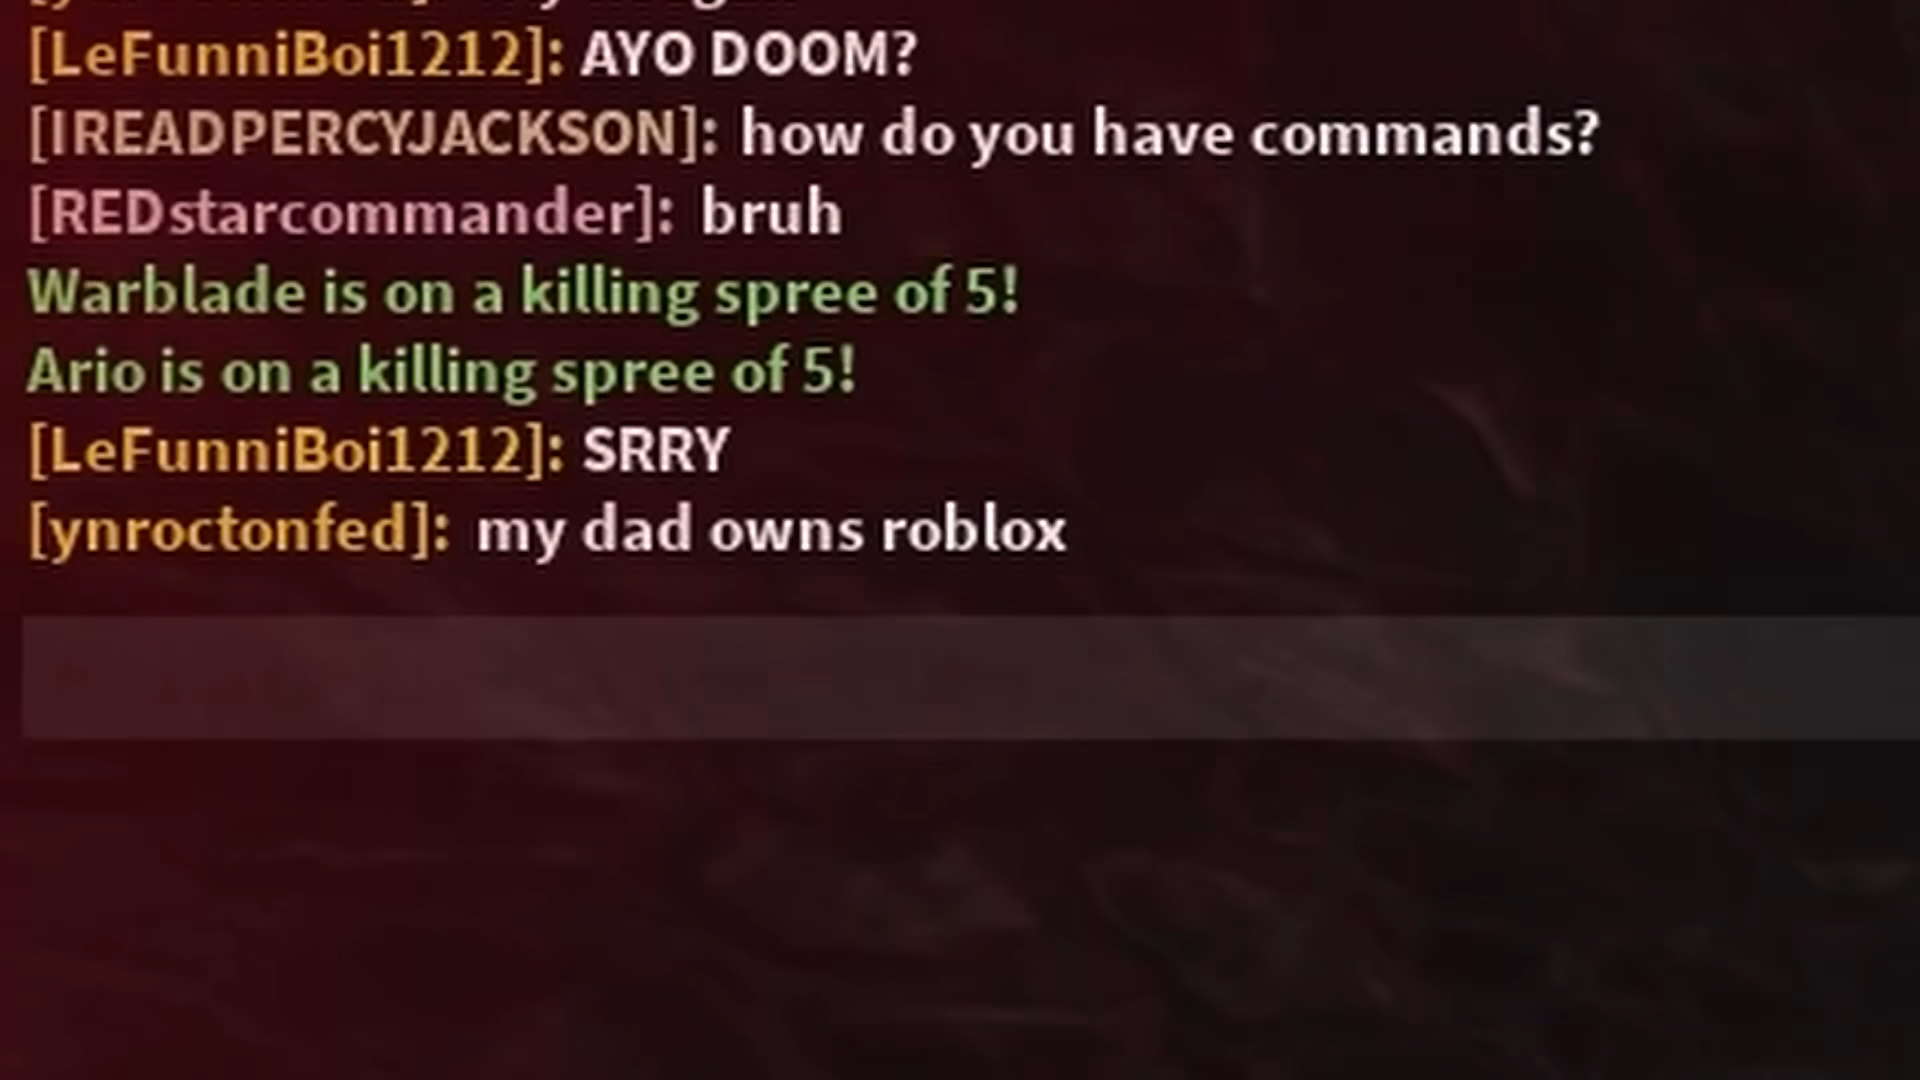 [LeFunniBoi1212]: AYO DOOM?
[IREADPERCYJACKSON]: how do you have commands?
[REDstarcommander]: bruh
Warblade is on a killing spree of 5!
Ario is on a killing spree of 5!
[LeFunniBoi1212]: SRRY
[ynroctonfed]: my dad owns roblox